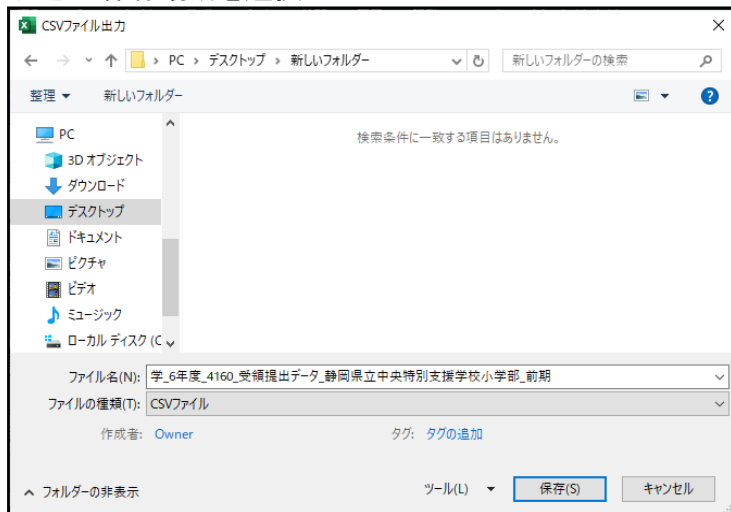 CSVファイル出力
PC › デスクトップ › 新しいフォルダー
新しいフォルダーの検索
整理 新しいフォルダー
PC
3D オブジェクト
ダウンロード
デスクトップ
ドキュメント
ピクチャ
ビデオ
ミュージック
ローカル ディスク (C
検索条件に一致する項目はありません。
ファイル名(N): 学_6年度_4160_受領提出データ_静岡県立中央特別支援学校小学部_前期
ファイルの種類(T): CSVファイル
作成者: Owner タグ: タグの追加
フォルダーの非表示 ツール(L) 保存(S) キャンセル